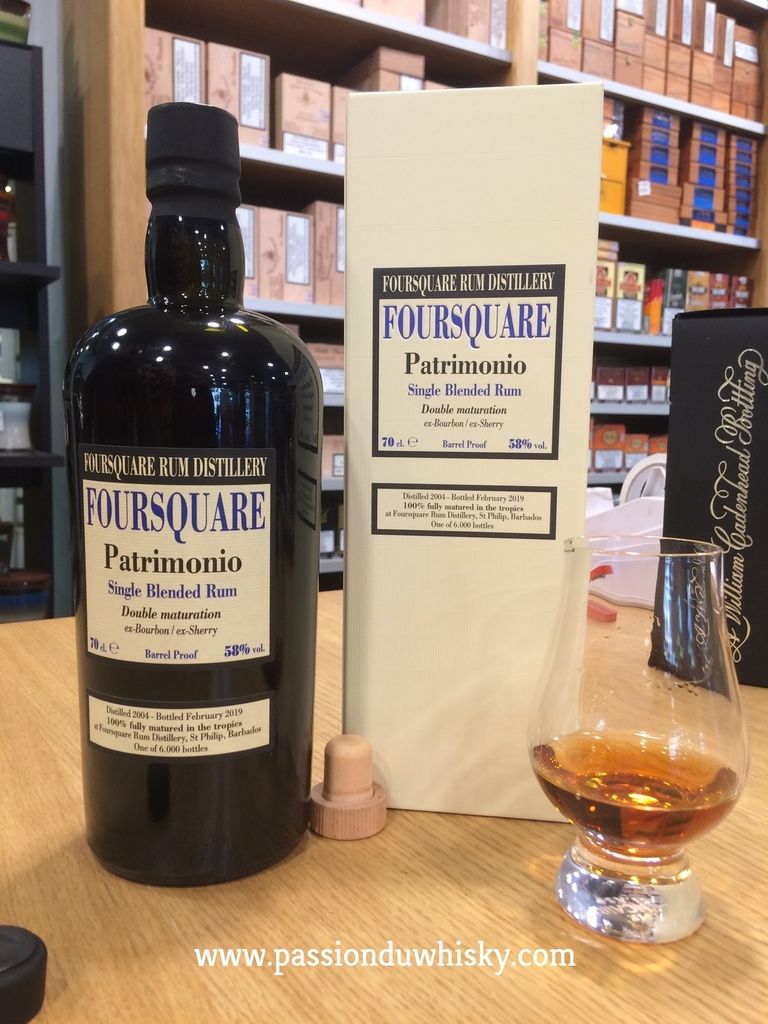 FOURSQUARE RUM DISTILLERY
FOURSQUARE
Patrimonio
Single Blended Rum
Double maturation
ex-Bourbon / ex-Sherry
70 cl. ℮ Barrel Proof 58% vol.
Distilled 2004 - Bottled February 2019
100% fully matured in the tropics
at Foursquare Rum Distillery, St Philip, Barbados
One of 6.000 bottles
FOURSQUARE RUM DISTILLERY
FOURSQUARE
Patrimonio
Single Blended Rum
Double maturation
ex-Bourbon / ex-Sherry
70 cl. ℮ Barrel Proof 58% vol.
Distilled 2004 - Bottled February 2019
100% fully matured in the tropics
at Foursquare Rum Distillery, St Philip, Barbados
One of 6.000 bottles
A William Cadenhead Bottling
www.passionduwhisky.com